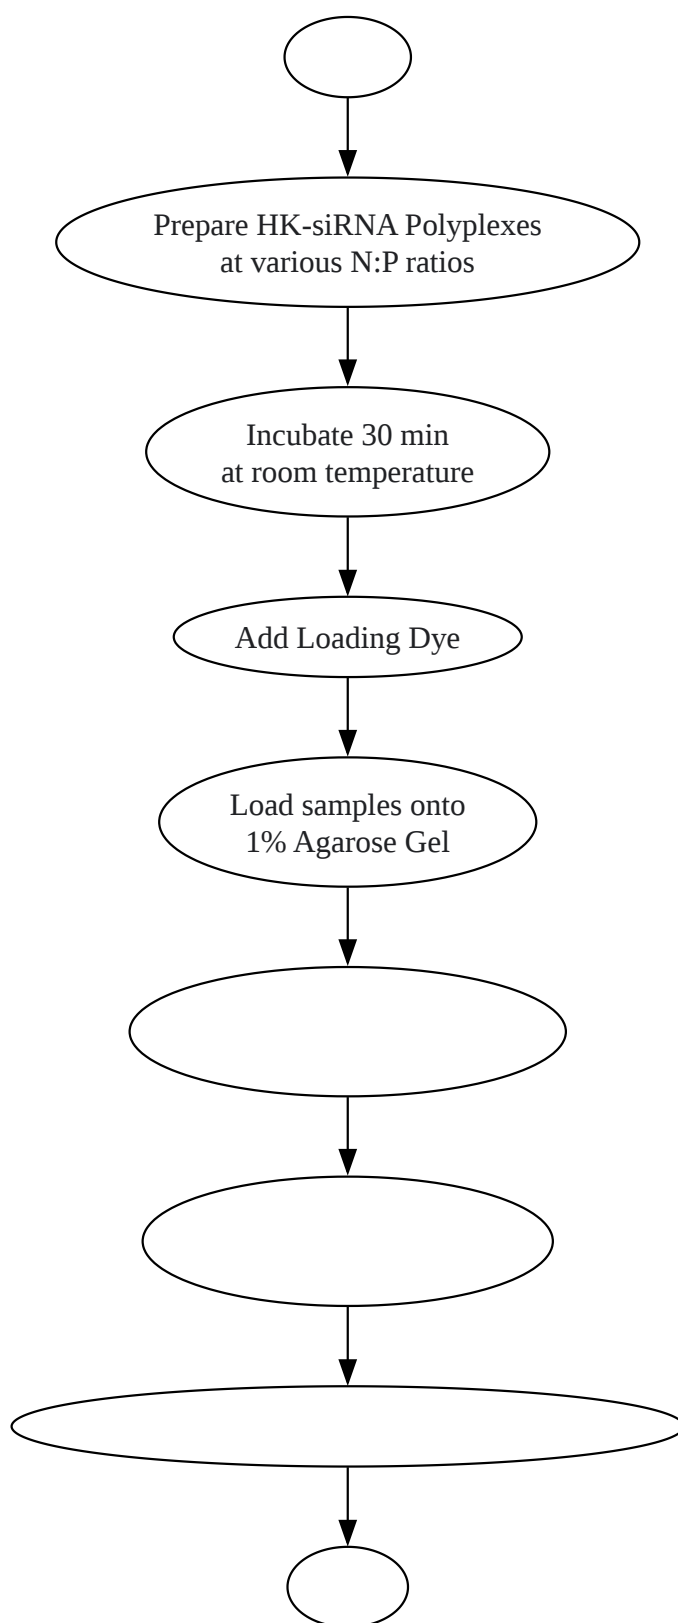 Prepare HK-siRNA Polyplexes
at various N:P ratios
Incubate 30 min
at room temperature
Add Loading Dye
Load samples onto
1% Agarose Gel